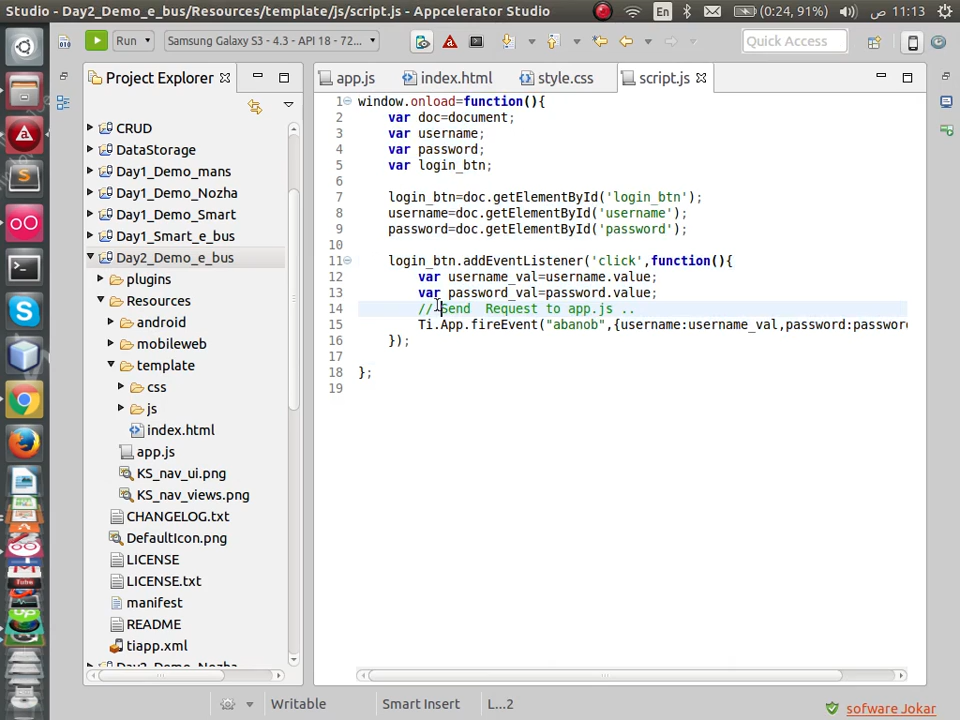 Studio - Day2_Demo_e_bus/Resources/template/js/script.js - Appcelerator Studio
En
(0:24, 91%)
ص 11:13
Run
Samsung Galaxy S3 - 4.3 - API 18 - 72...
Quick Access
Project Explorer
app.js
index.html
style.css
script.js
CRUD
DataStorage
Day1_Demo_mans
Day1_Demo_Nozha
Day1_Demo_Smart
Day1_Smart_e_bus
Day2_Demo_e_bus
plugins
Resources
android
mobileweb
template
css
js
index.html
app.js
KS_nav_ui.png
KS_nav_views.png
CHANGELOG.txt
DefaultIcon.png
LICENSE
LICENSE.txt
manifest
README
tiapp.xml
Day2_Demo_Nozha
1 window.onload=function(){
2 var doc=document;
3 var username;
4 var password;
5 var login_btn;
6
7 login_btn=doc.getElementById('login_btn');
8 username=doc.getElementById('username');
9 password=doc.getElementById('password');
10
11 login_btn.addEventListener('click',function(){
12 var username_val=username.value;
13 var password_val=password.value;
14 // Send  Request to app.js ..
15 Ti.App.fireEvent("abanob",{username:username_val,password:passwor
16 });
17
18 };
19
Writable
Smart Insert
L...2
sofware Jokar